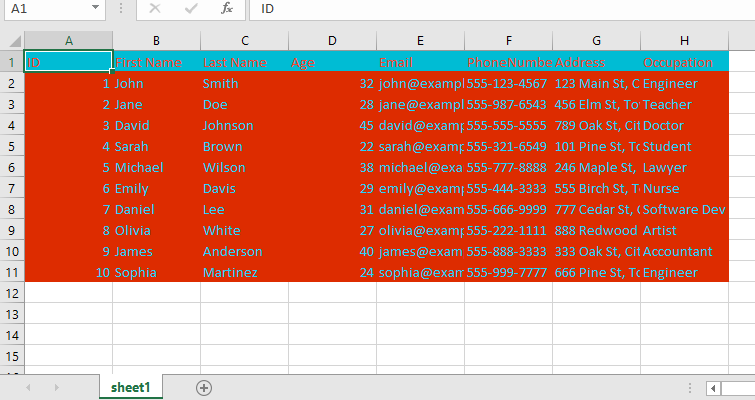 A1 fx ID
A B C D E F G H
1 ID First Name Last Name Age Email PhoneNumbe Address Occupation
2 1 John Smith 32 john@exampl 555-123-4567 123 Main St, C Engineer
3 2 Jane Doe 28 jane@exampl 555-987-6543 456 Elm St, To Teacher
4 3 David Johnson 45 david@examp 555-555-5555 789 Oak St, Cit Doctor
5 4 Sarah Brown 22 sarah@examp 555-321-6549 101 Pine St, To Student
6 5 Michael Wilson 38 michael@exa 555-777-8888 246 Maple St, Lawyer
7 6 Emily Davis 29 emily@examp 555-444-3333 555 Birch St, T Nurse
8 7 Daniel Lee 31 daniel@exam 555-666-9999 777 Cedar St, Software Dev
9 8 Olivia White 27 olivia@examp 555-222-1111 888 Redwood Artist
10 9 James Anderson 40 james@exam 555-888-3333 333 Oak St, Cit Accountant
11 10 Sophia Martinez 24 sophia@exam 555-999-7777 666 Pine St, To Engineer
12
13
14
15
sheet1